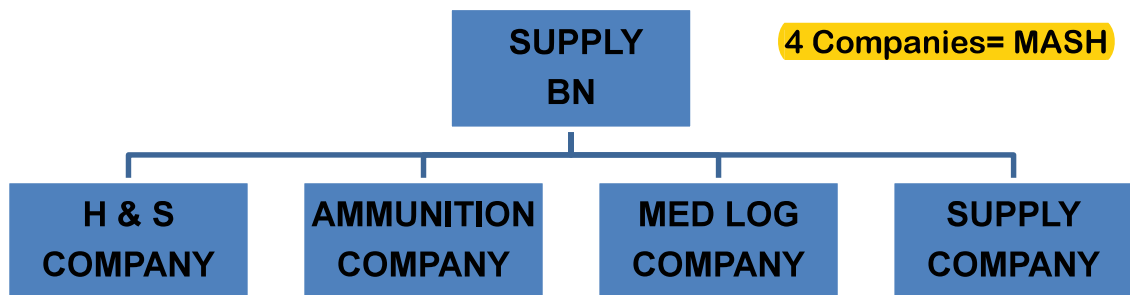 SUPPLY
BN
4 Companies= MASH
H & S
COMPANY
AMMUNITION
COMPANY
MED LOG
COMPANY
SUPPLY
COMPANY